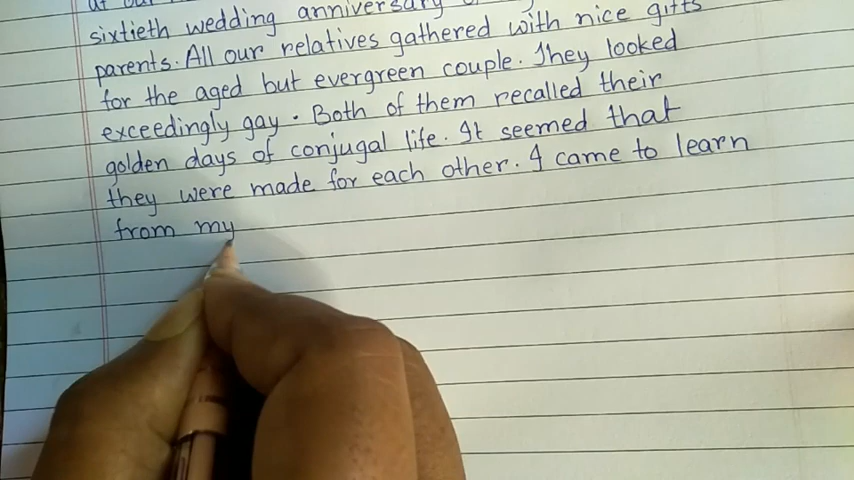 at our
sixtieth wedding anniversary
parents. All our relatives gathered with nice gifts
for the aged but evergreen couple. They looked
exceedingly gay. Both of them recalled their
golden days of conjugal life. It seemed that
they were made for each other. I came to learn
from my